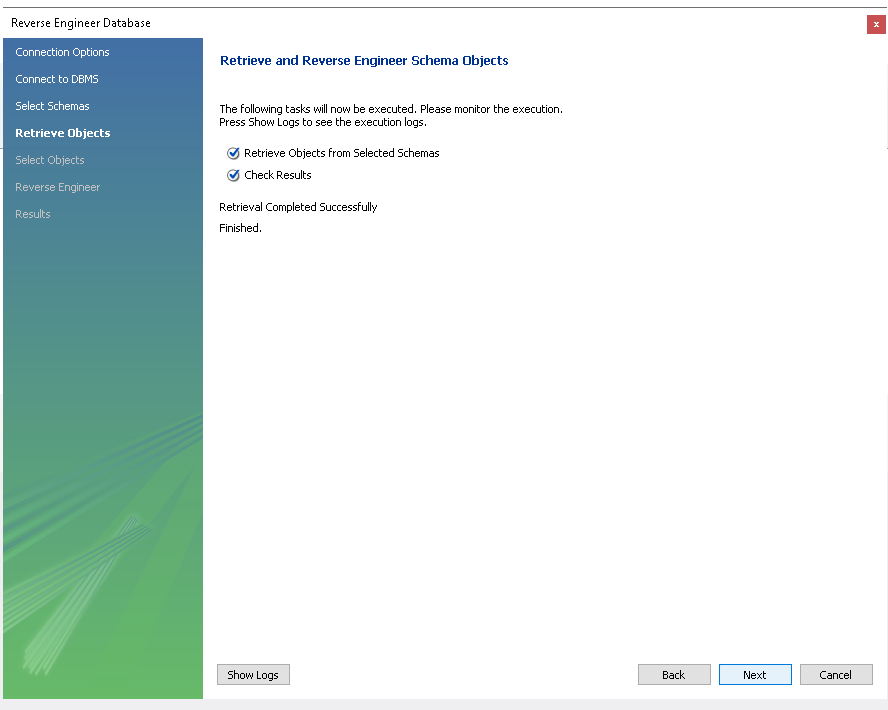 Reverse Engineer Database
x
Connection Options
Connect to DBMS
Select Schemas
Retrieve Objects
Select Objects
Reverse Engineer
Results
Retrieve and Reverse Engineer Schema Objects
The following tasks will now be executed. Please monitor the execution.
Press Show Logs to see the execution logs.
Retrieve Objects from Selected Schemas
Check Results
Retrieval Completed Successfully
Finished.
Show Logs
Back
Next
Cancel